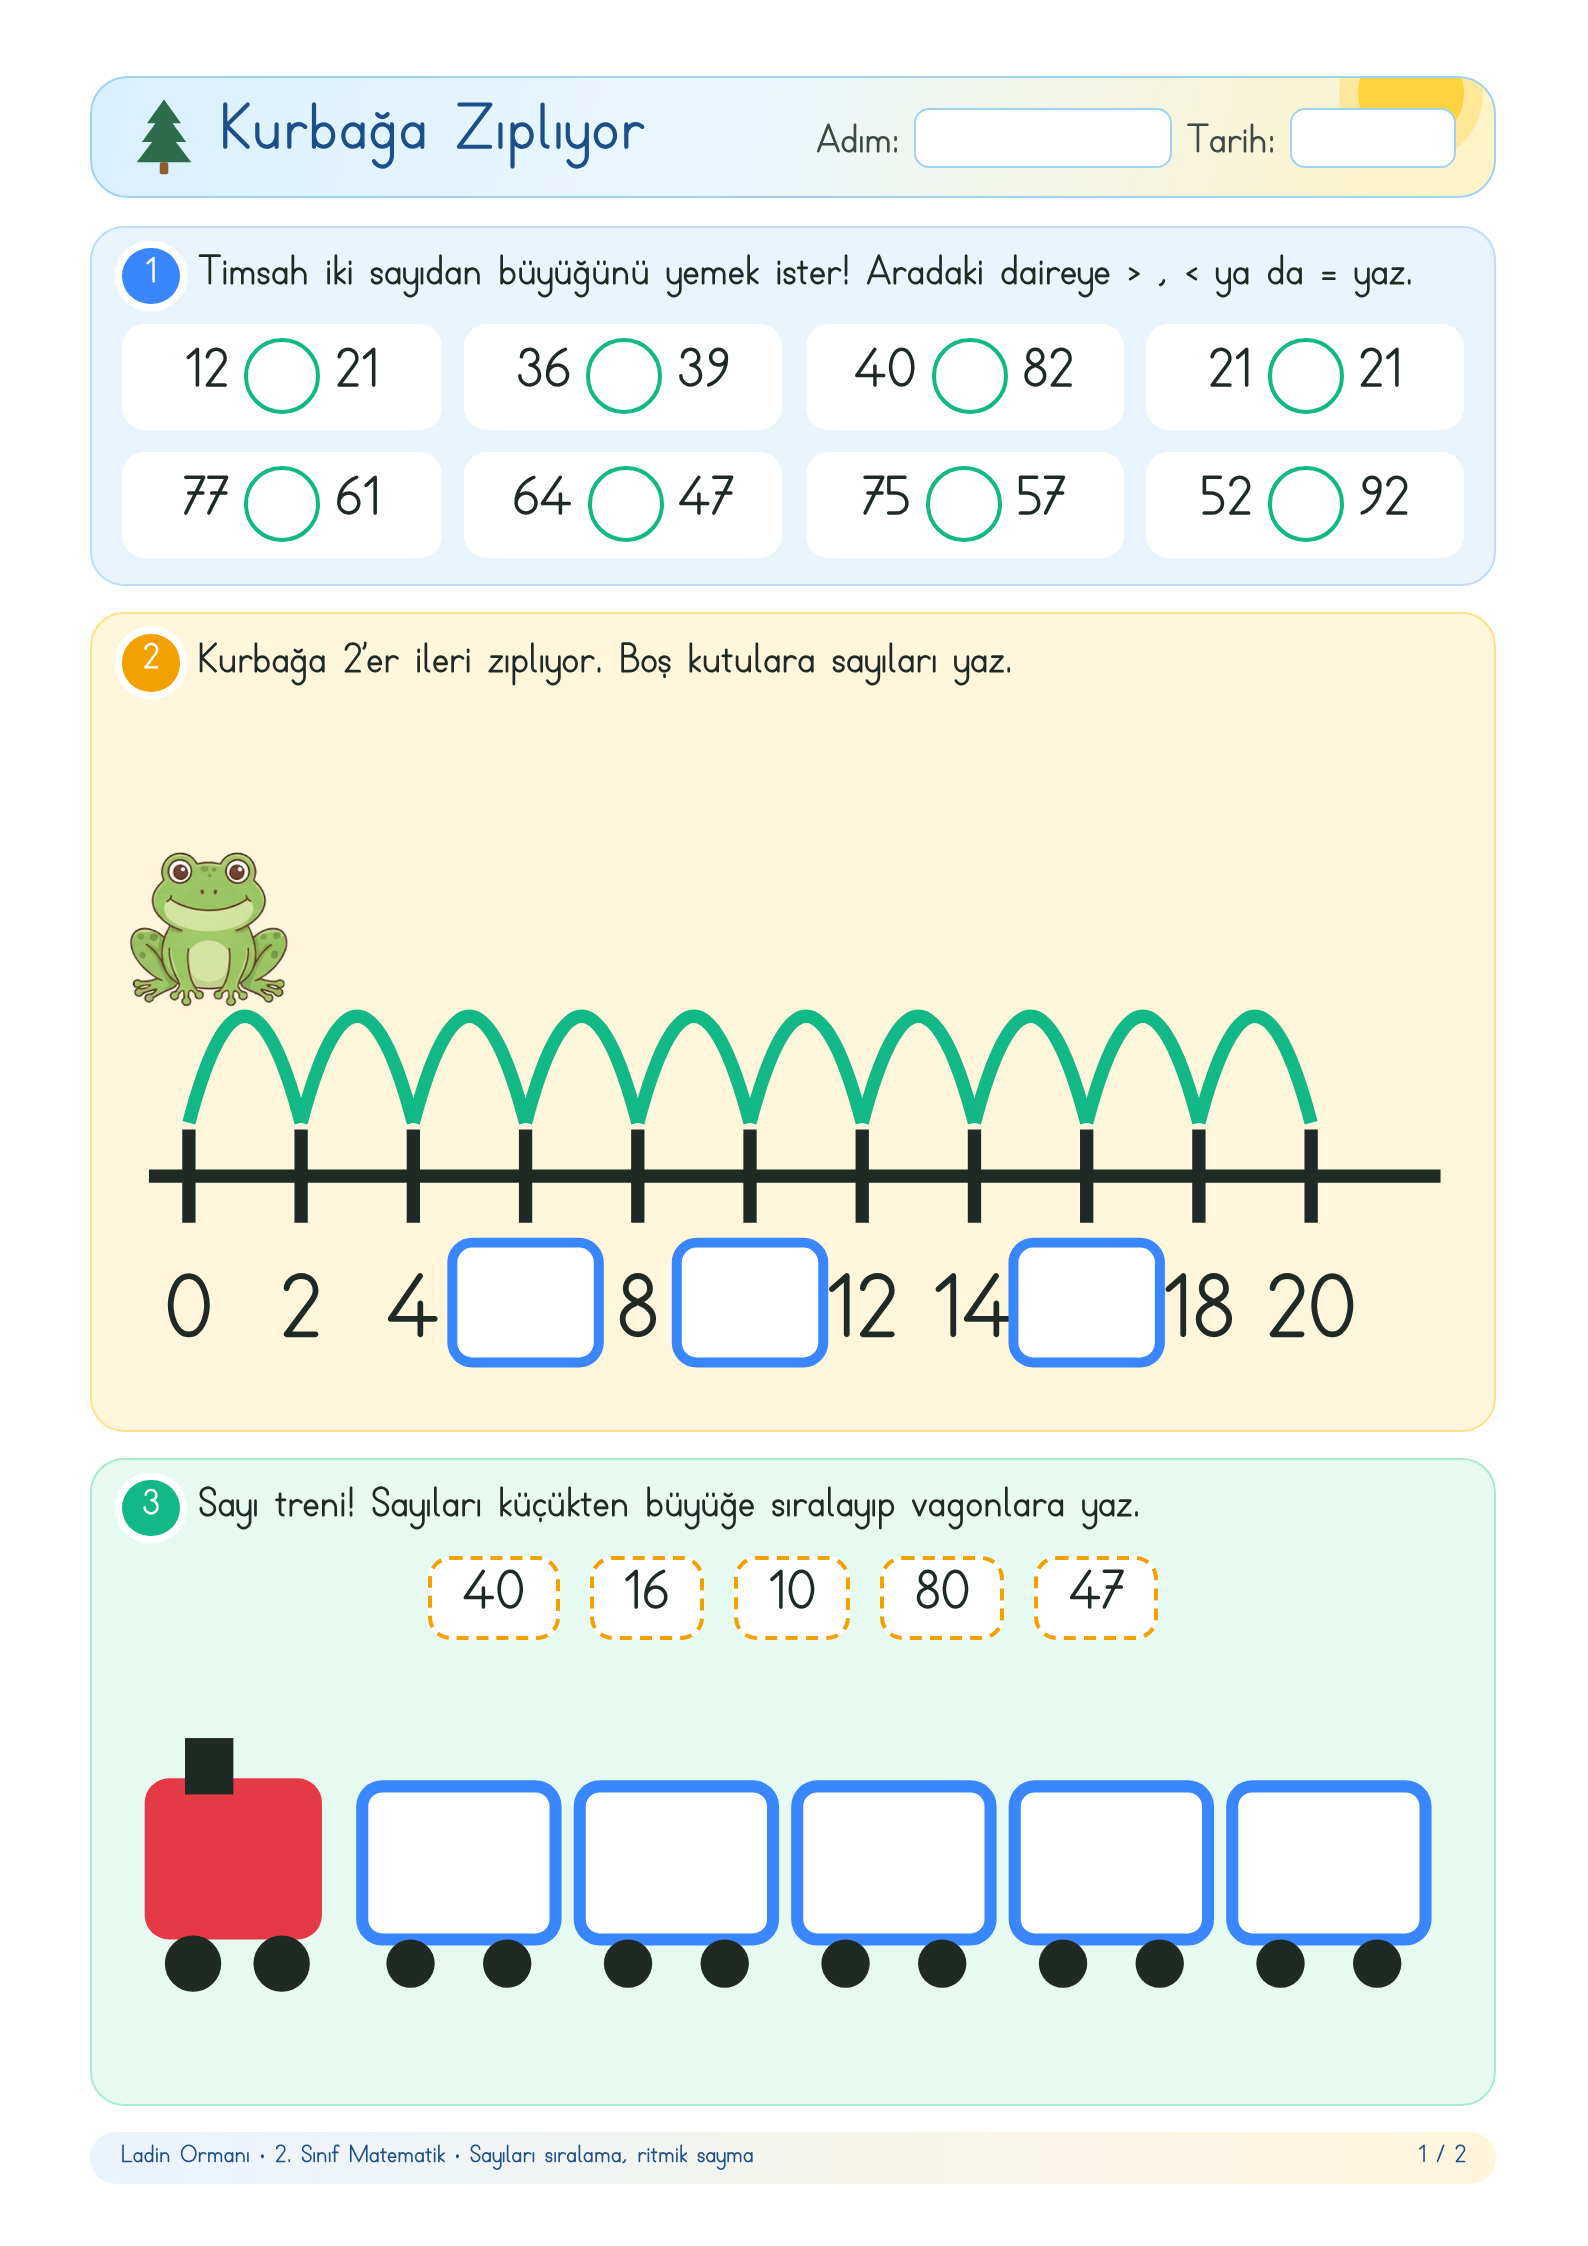 Kurbağa Zıplıyor
Adım:
Tarih:
1 Timsah iki sayıdan büyüğünü yemek ister! Aradaki daireye > , < ya da = yaz.
12 21
36 39
40 82
21 21
77 61
64 47
75 57
52 92
2 Kurbağa 2'er ileri zıplıyor. Boş kutulara sayıları yaz.
0 2 4 8 12 14 18 20
3 Sayı treni! Sayıları küçükten büyüğe sıralayıp vagonlara yaz.
40 16 10 80 47
Ladin Ormanı • 2. Sınıf Matematik • Sayıları sıralama, ritmik sayma
1 / 2